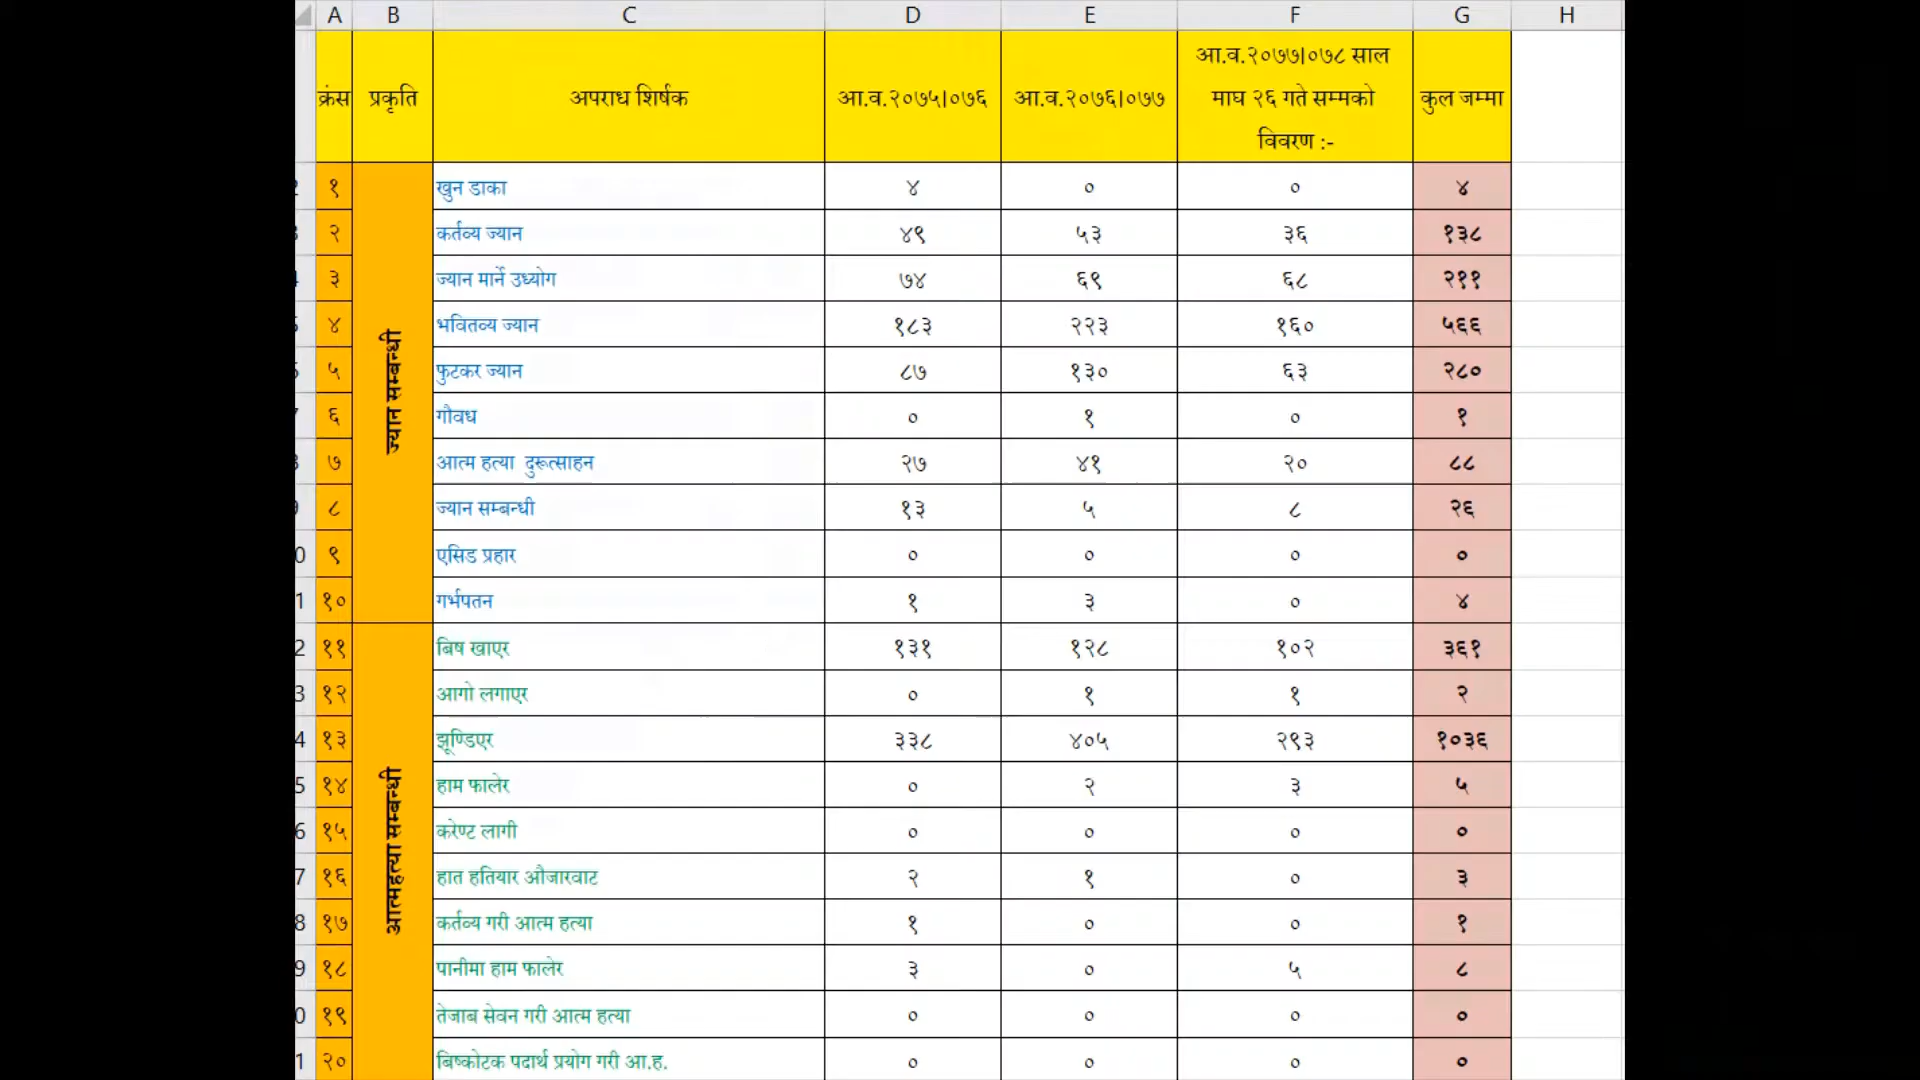 A B C D E F G H
क्रंस प्रकृति अपराध शिर्षक आ.व.२०७५।०७६ आ.व.२०७६।०७७ आ.व.२०७७।०७८ साल माघ २६ गते सम्मको विवरण :- कुल जम्मा
ज्यान सम्बन्धी
१ खुन डाका ४ ० ० ४
२ कर्तव्य ज्यान ४९ ५३ ३६ १३८
३ ज्यान मार्ने उध्योग ७४ ६९ ६८ २११
४ भवितव्य ज्यान १८३ २२३ १६० ५६६
५ फुटकर ज्यान ८७ १३० ६३ २८०
६ गौवध ० १ ० १
७ आत्म हत्या दुरूत्साहन २७ ४१ २० ८८
८ ज्यान सम्बन्धी १३ ५ ८ २६
९ एसिड प्रहार ० ० ० ०
१० गर्भपतन १ ३ ० ४
आत्महत्या सम्बन्धी
११ बिष खाएर १३१ १२८ १०२ ३६१
१२ आगो लगाएर ० १ १ २
१३ झूण्डिएर ३३८ ४०५ २९३ १०३६
१४ हाम फालेर ० २ ३ ५
१५ करेण्ट लागी ० ० ० ०
१६ हात हतियार औजारवाट २ १ ० ३
१७ कर्तव्य गरी आत्म हत्या १ ० ० १
१८ पानीमा हाम फालेर ३ ० ५ ८
१९ तेजाब सेवन गरी आत्म हत्या ० ० ० ०
२० बिष्कोटक पदार्थ प्रयोग गरी आ.ह. ० ० ० ०